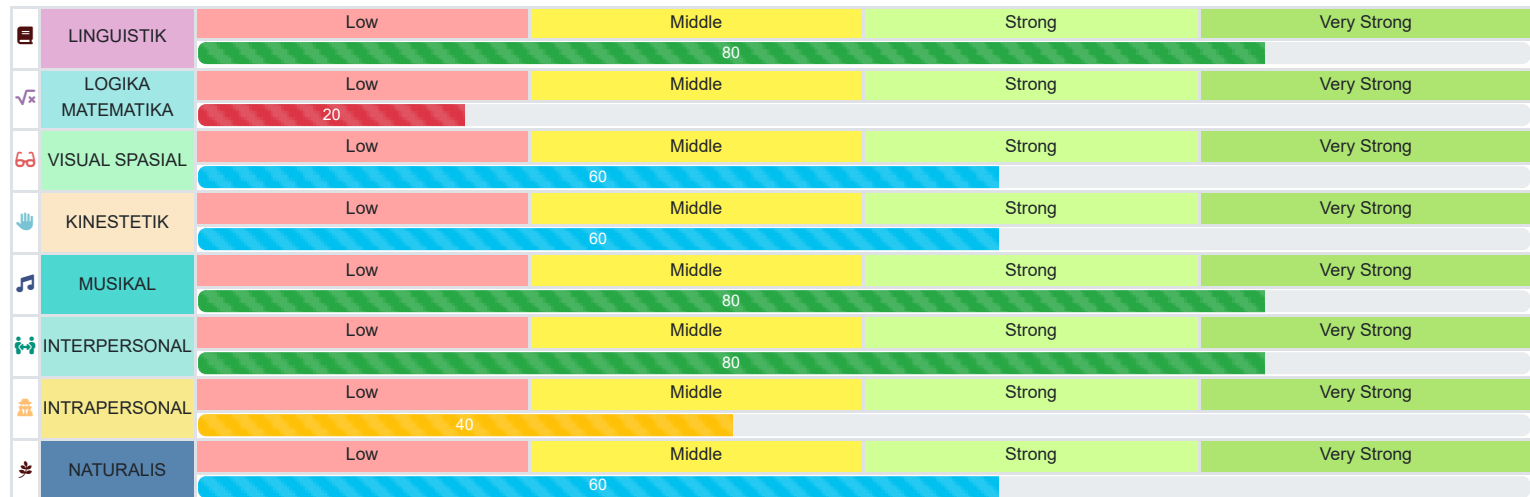 LINGUISTIK
Low Middle Strong Very Strong
80
LOGIKA
MATEMATIKA
Low Middle Strong Very Strong
20
VISUAL SPASIAL
Low Middle Strong Very Strong
60
KINESTETIK
Low Middle Strong Very Strong
60
MUSIKAL
Low Middle Strong Very Strong
80
INTERPERSONAL
Low Middle Strong Very Strong
80
INTRAPERSONAL
Low Middle Strong Very Strong
40
NATURALIS
Low Middle Strong Very Strong
60